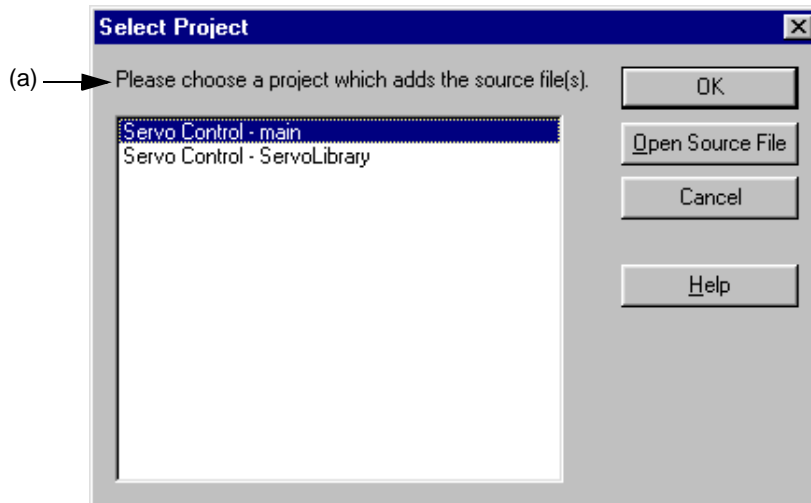 Select Project
(a)
Please choose a project which adds the source file(s).
Servo Control - main
Servo Control - ServoLibrary
OK
Open Source File
Cancel
Help